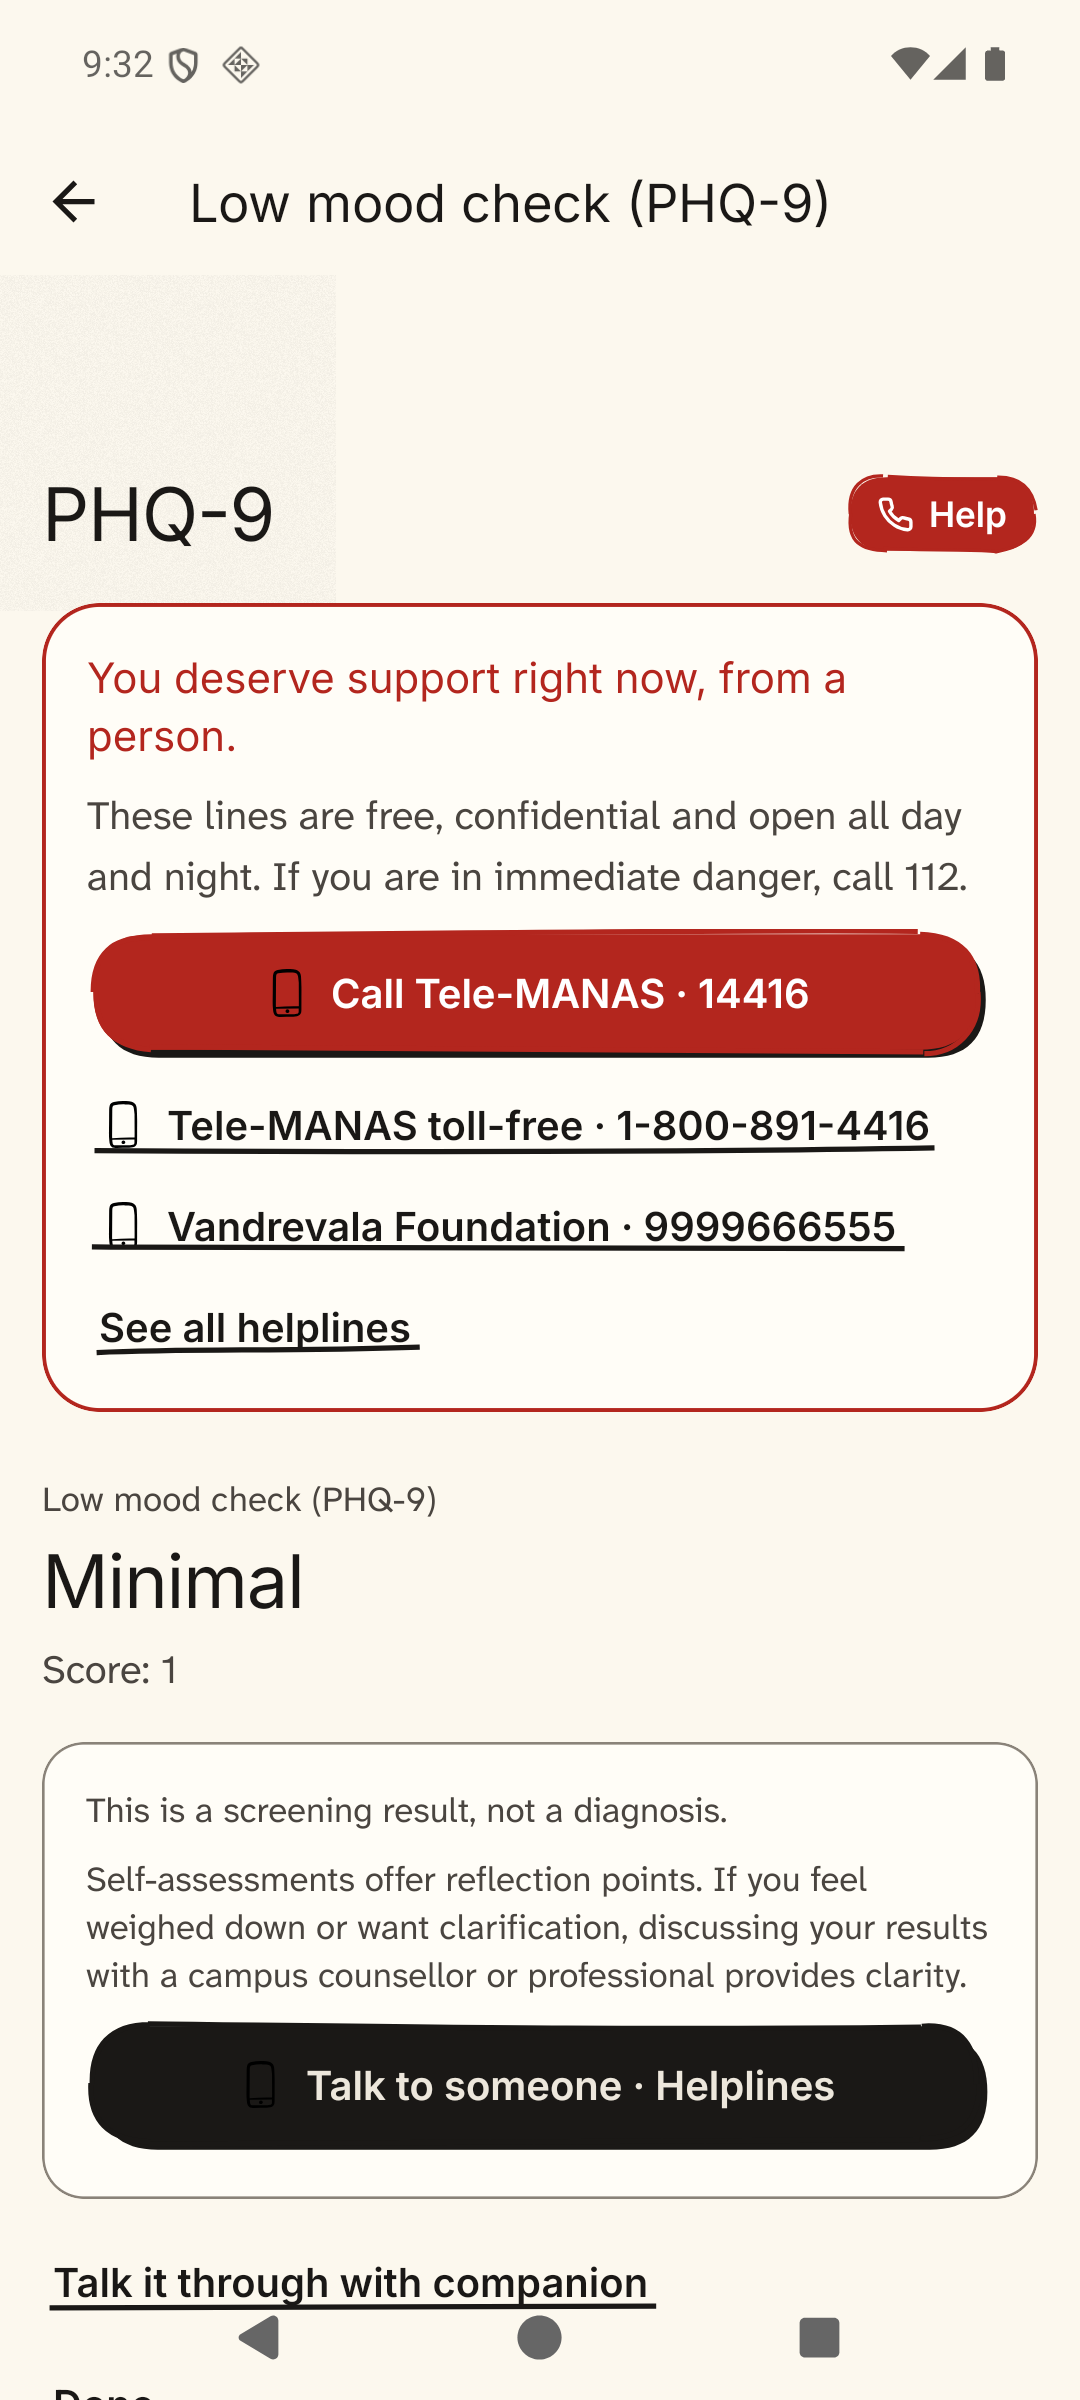 9:32
Low mood check (PHQ-9)
PHQ-9
Help
You deserve support right now, from a
person.
These lines are free, confidential and open all day
and night. If you are in immediate danger, call 112.
Call Tele-MANAS · 14416
Tele-MANAS toll-free · 1-800-891-4416
Vandrevala Foundation · 9999666555
See all helplines
Low mood check (PHQ-9)
Minimal
Score: 1
This is a screening result, not a diagnosis.
Self-assessments offer reflection points. If you feel
weighed down or want clarification, discussing your results
with a campus counsellor or professional provides clarity.
Talk to someone · Helplines
Talk it through with companion
Done